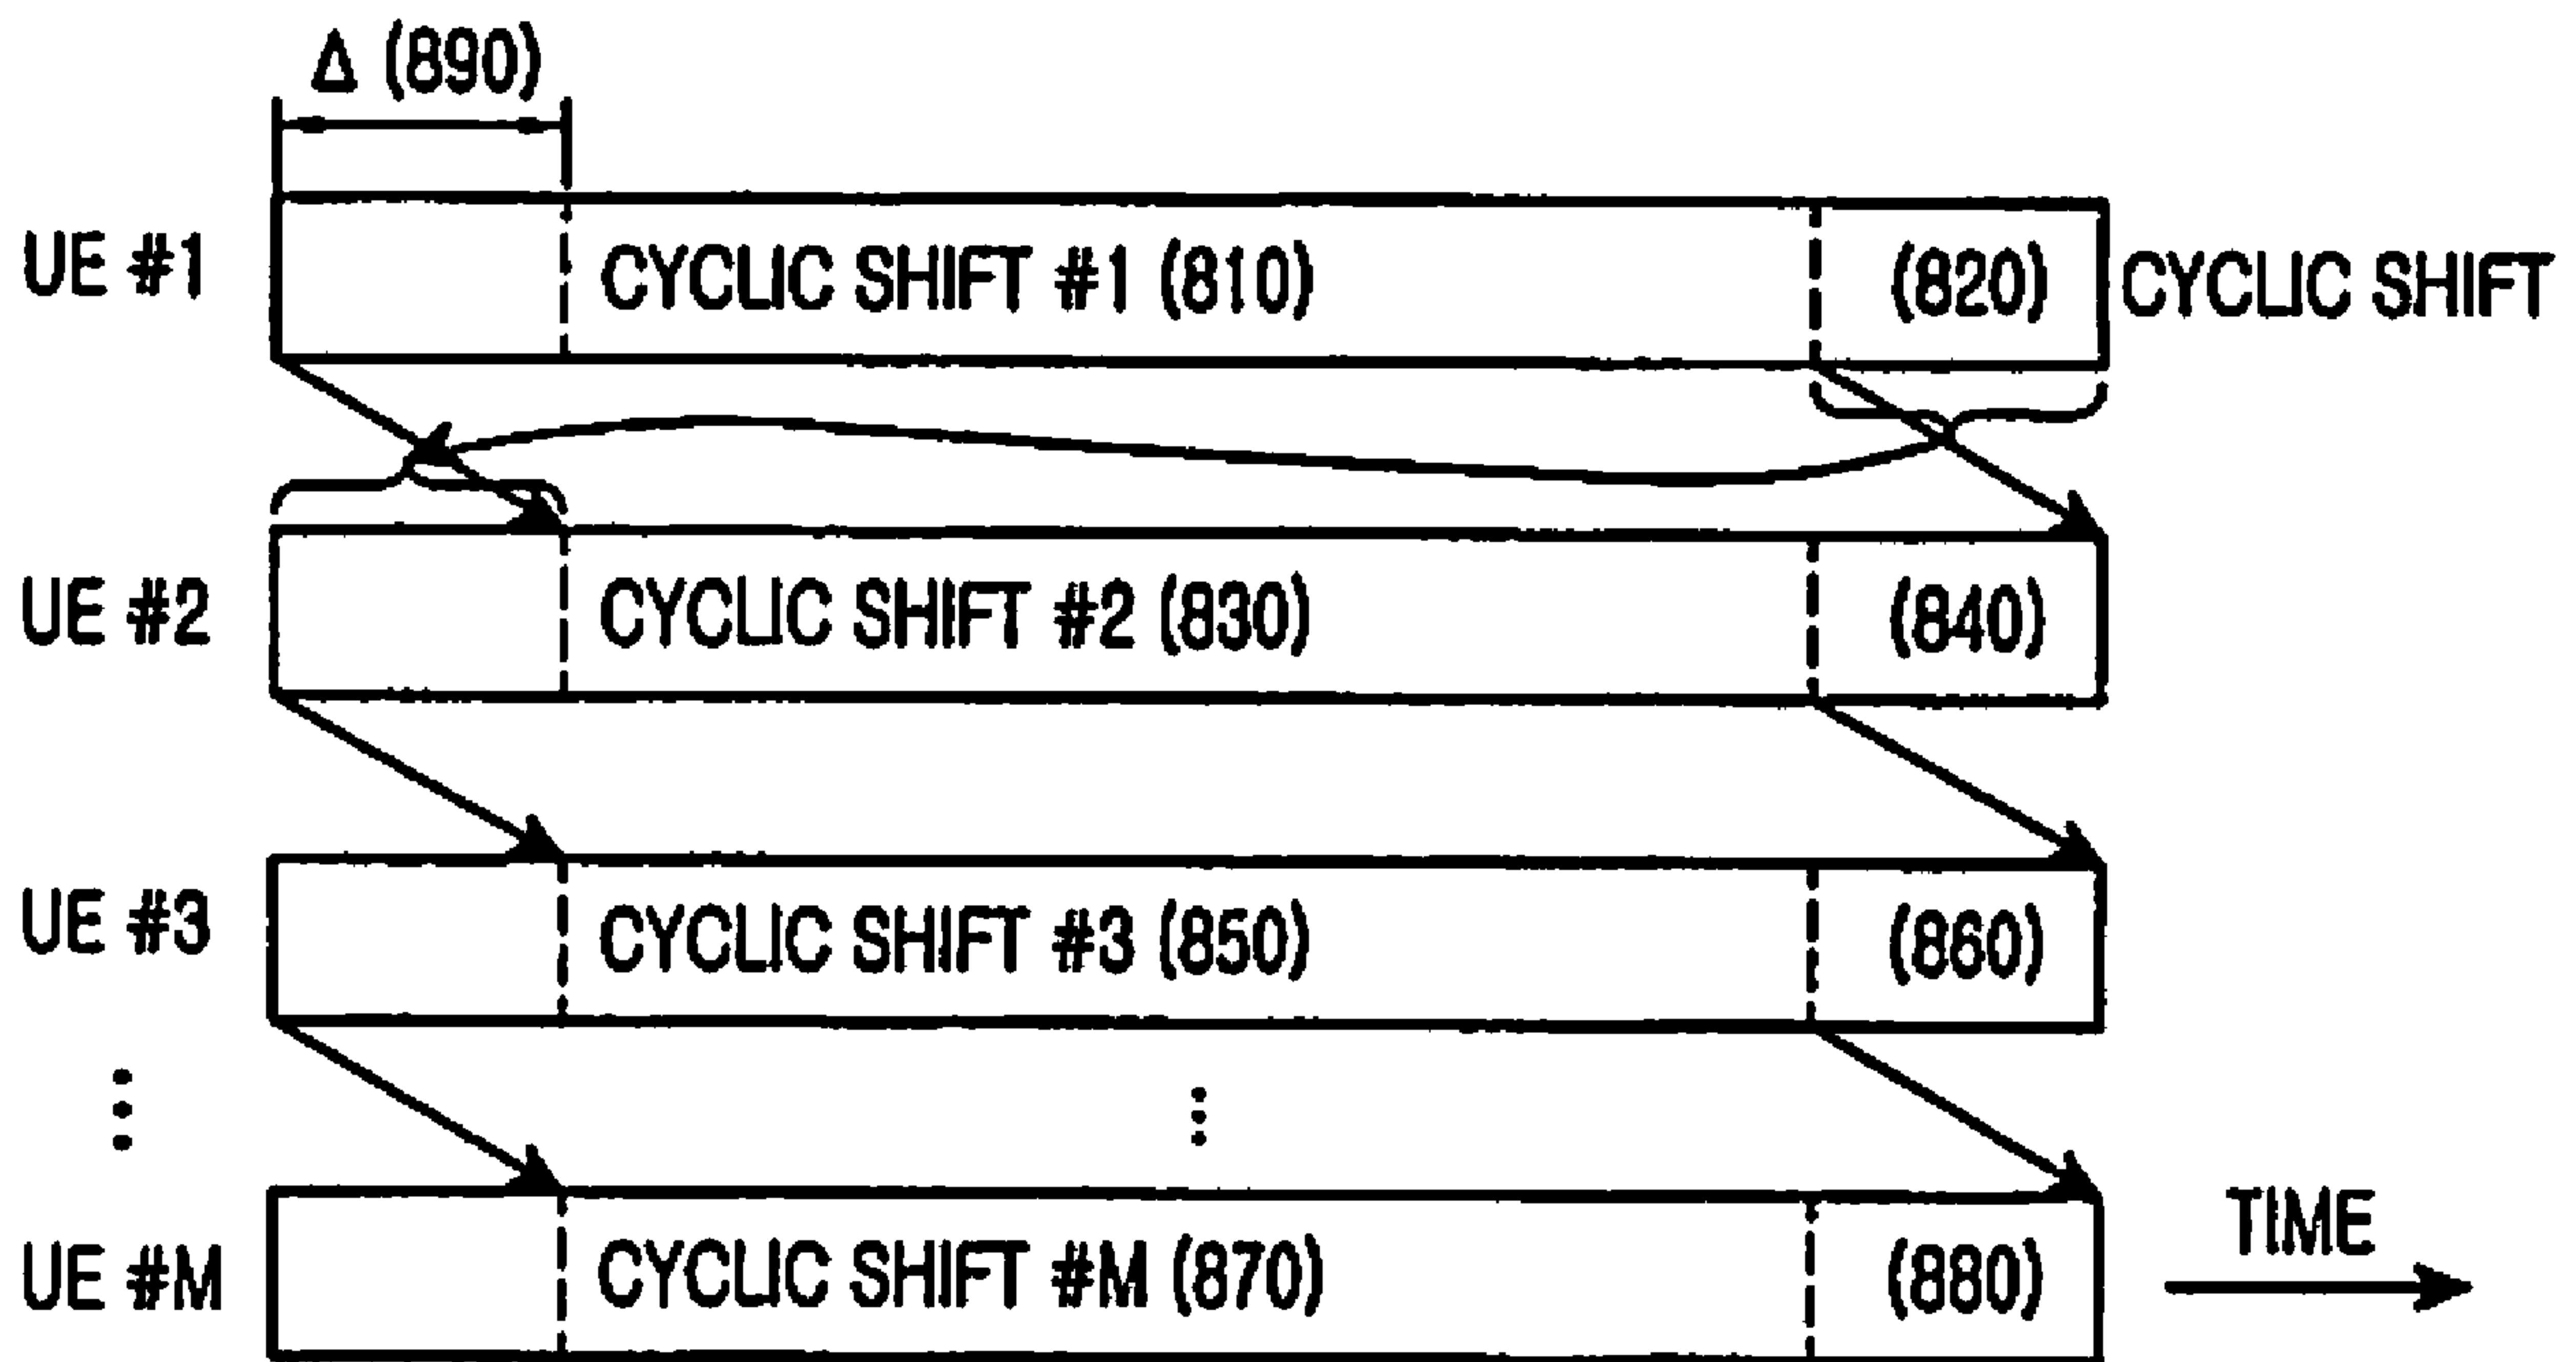 Δ (890)
UE #1 CYCLIC SHIFT #1 (810) (820) CYCLIC SHIFT
UE #2 CYCLIC SHIFT #2 (830) (840)
UE #3 CYCLIC SHIFT #3 (850) (860)
UE #M CYCLIC SHIFT #M (870) (880) TIME